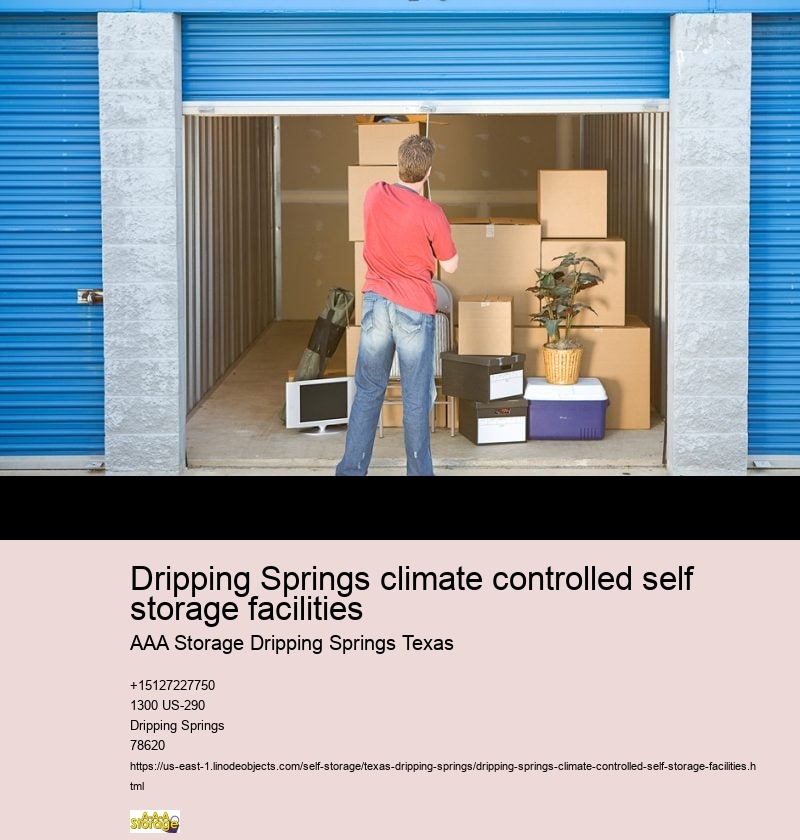 Dripping Springs climate controlled self
storage facilities
AAA Storage Dripping Springs Texas
+15127227750
1300 US-290
Dripping Springs
78620
https://us-east-1.linodeobjects.com/self-storage/texas-dripping-springs/dripping-springs-climate-controlled-self-storage-facilities.h
tml
AAA
Storage